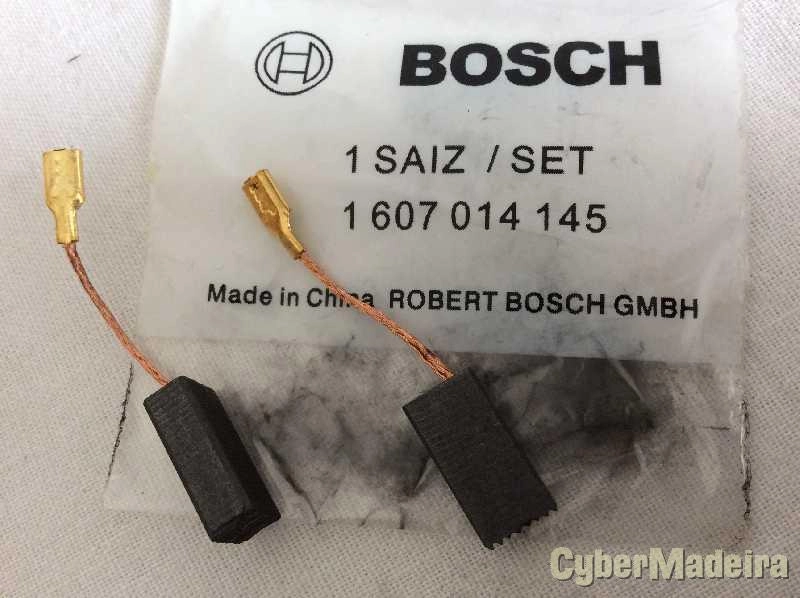 BOSCH
1 SAIZ / SET
1 607 014 145
Made in China ROBERT BOSCH GMBH
CyberMadeira